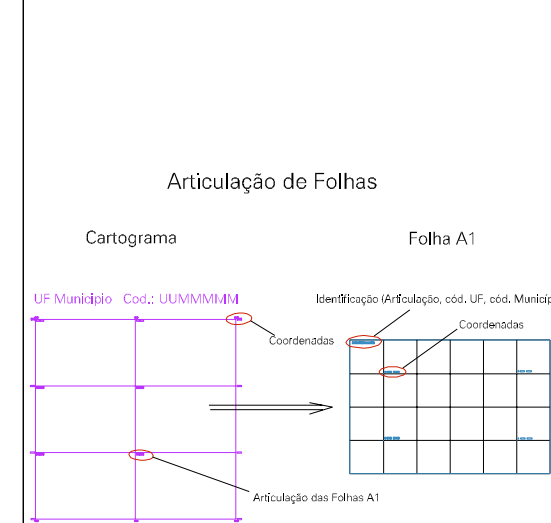 Articulação de Folhas
Cartograma
Folha A1
UF Municipio Cod.: UUMMMMM
Identificação (Articulação, cód. UF, cód. Municíp
Coordenadas
Coordenadas
Articulação das Folhas A1